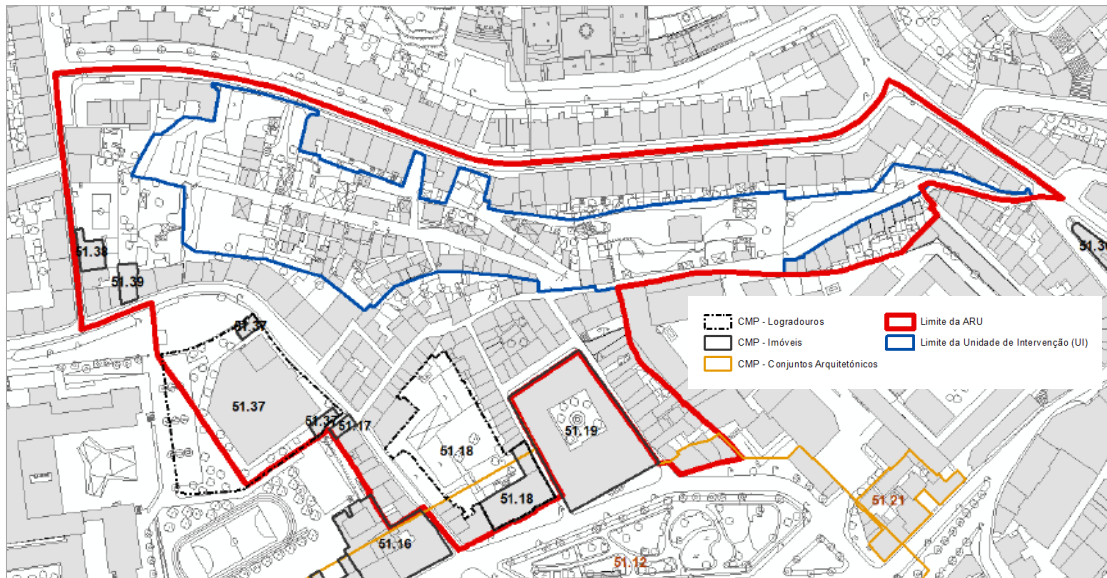 51.38
51.39
51.37
51.37
51.37
51.17
51.18
51.18
51.19
51.16
51.12
51.21
CMP - Logradouros
CMP - Imóveis
CMP - Conjuntos Arquitetónicos
Limite da ARU
Limite da Unidade de Intervenção (UI)